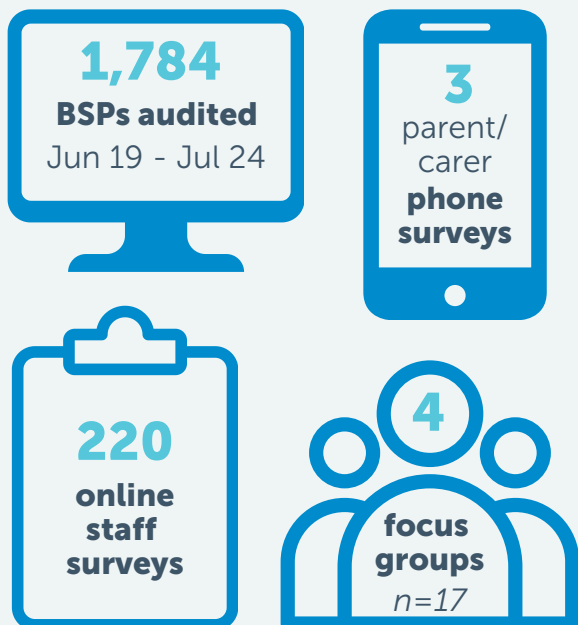 1,784
BSPs audited
Jun 19 - Jul 24
3
parent/
carer
phone
surveys
220
online
staff
surveys
4
focus
groups
n=17